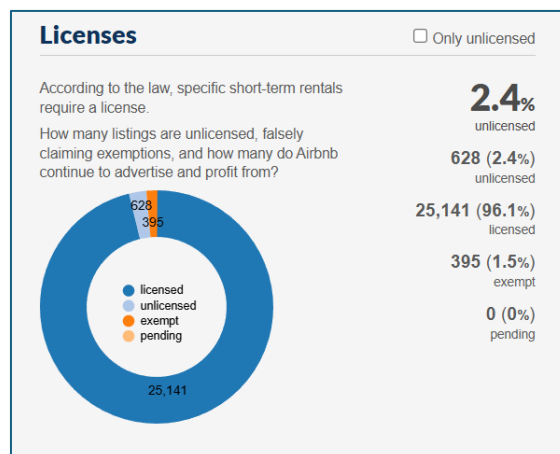 Licenses
Only unlicensed
According to the law, specific short-term rentals
require a license.
How many listings are unlicensed, falsely
claiming exemptions, and how many do Airbnb
continue to advertise and profit from?
2.4%
unlicensed
628 (2.4%)
unlicensed
25,141 (96.1%)
licensed
395 (1.5%)
exempt
0 (0%)
pending
628
395
licensed
unlicensed
exempt
pending
25,141